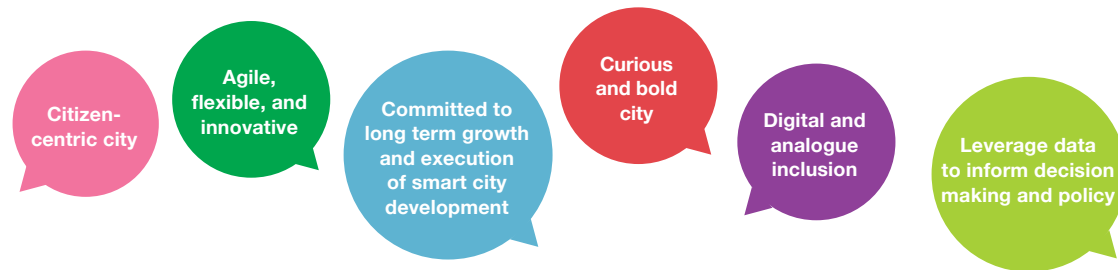 Citizen-
centric city
Agile,
flexible, and
innovative
Committed to
long term growth
and execution
of smart city
development
Curious
and bold
city
Digital and
analogue
inclusion
Leverage data
to inform decision
making and policy